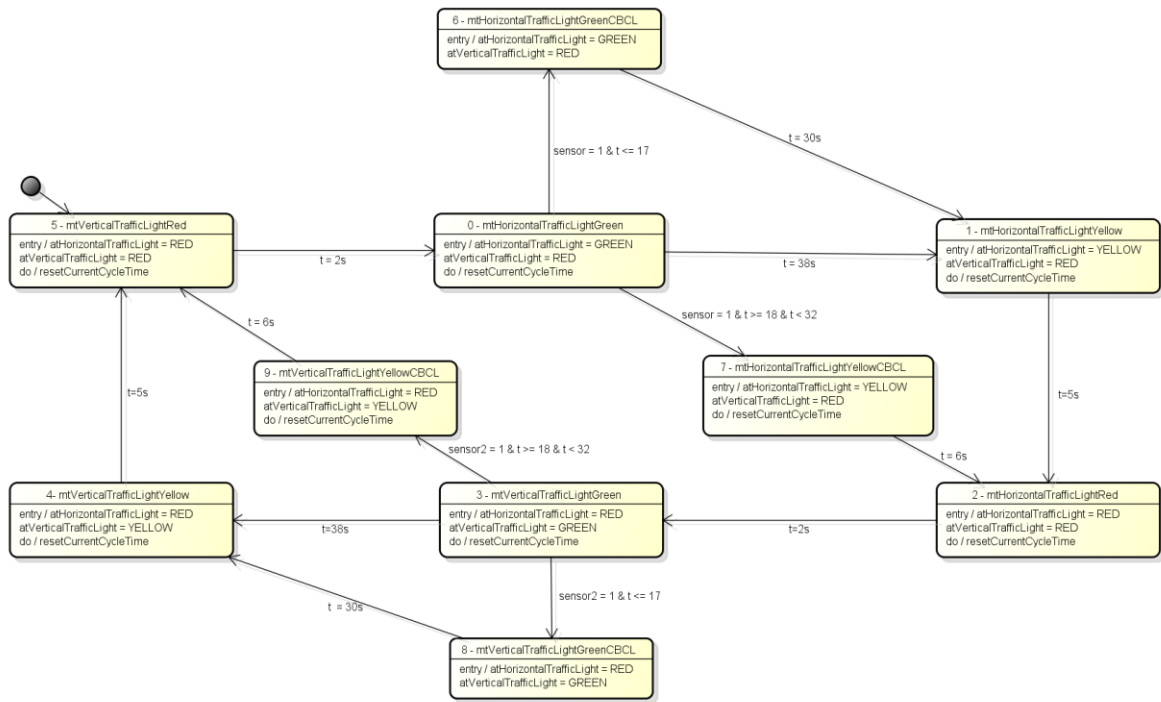 6 - mtHorizontalTrafficLightGreenCBCL
entry / atHorizontalTrafficLight = GREEN
atVerticalTrafficLight = RED
t = 30s
sensor = 1 & t <= 17
5 - mtVerticalTrafficLightRed
entry / atHorizontalTrafficLight = RED
atVerticalTrafficLight = RED
do / resetCurrentCycleTime
t = 2s
0 - mtHorizontalTrafficLightGreen
entry / atHorizontalTrafficLight = GREEN
atVerticalTrafficLight = RED
do / resetCurrentCycleTime
t = 38s
1 - mtHorizontalTrafficLightYellow
entry / atHorizontalTrafficLight = YELLOW
atVerticalTrafficLight = RED
do / resetCurrentCycleTime
sensor = 1 & t >= 18 & t < 32
t = 6s
9 - mtVerticalTrafficLightYellowCBCL
entry / atHorizontalTrafficLight = RED
atVerticalTrafficLight = YELLOW
do / resetCurrentCycleTime
7 - mtHorizontalTrafficLightYellowCBCL
entry / atHorizontalTrafficLight = YELLOW
atVerticalTrafficLight = RED
do / resetCurrentCycleTime
t=5s
t=5s
sensor2 = 1 & t >= 18 & t < 32
t = 6s
4- mtVerticalTrafficLightYellow
entry / atHorizontalTrafficLight = RED
atVerticalTrafficLight = YELLOW
do / resetCurrentCycleTime
t=38s
3 - mtVerticalTrafficLightGreen
entry / atHorizontalTrafficLight = RED
atVerticalTrafficLight = GREEN
do / resetCurrentCycleTime
t=2s
2 - mtHorizontalTrafficLightRed
entry / atHorizontalTrafficLight = RED
atVerticalTrafficLight = RED
do / resetCurrentCycleTime
sensor2 = 1 & t <= 17
t = 30s
8 - mtVerticalTrafficLightGreenCBCL
entry / atHorizontalTrafficLight = RED
atVerticalTrafficLight = GREEN